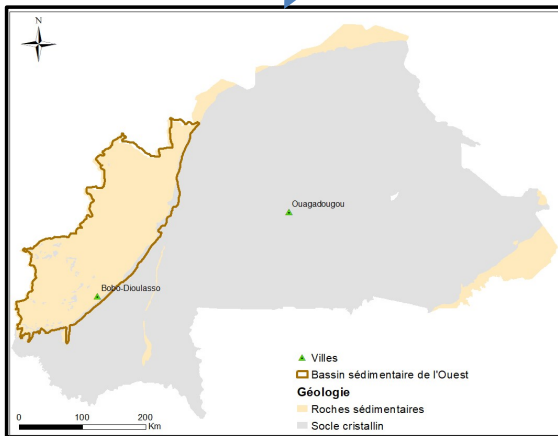 N
Ouagadougou
Bobo-Dioulasso
Villes
Bassin sédimentaire de l'Ouest
Géologie
Roches sédimentaires
Socle cristallin
0 100 200
Km